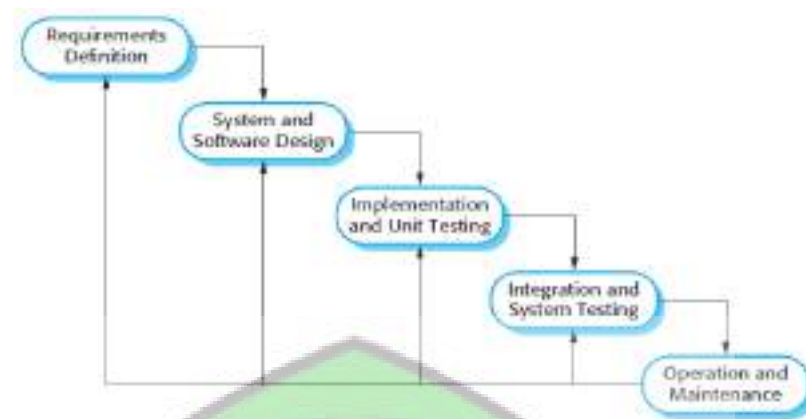 Requirements
Definition
System and
Software Design
Implementation
and Unit Testing
Integration and
System Testing
Operation and
Maintenance